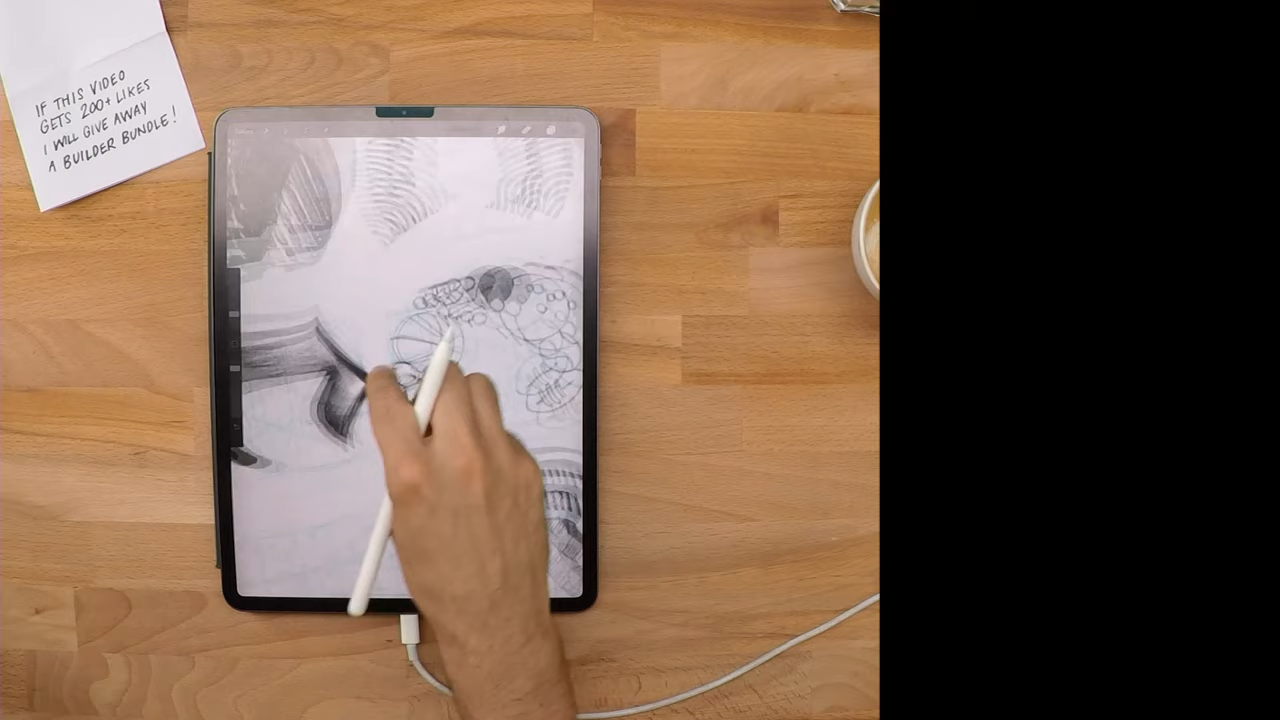 IF THIS VIDEO
GETS 200+ LIKES
I WILL GIVE AWAY
A BUILDER BUNDLE!